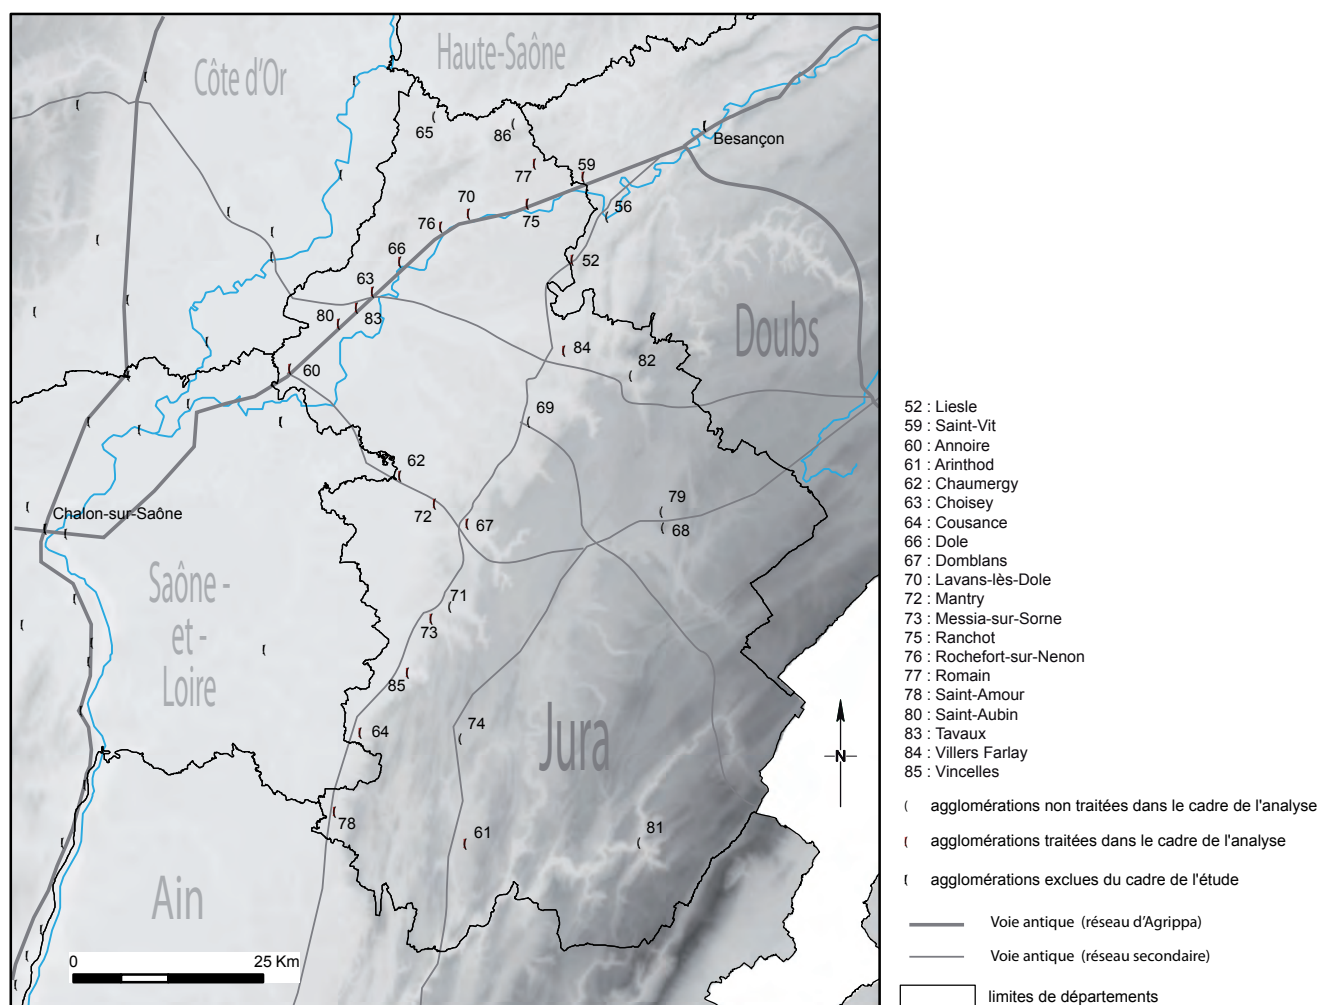 Côte d'Or
Haute-Saône
65
86
Besançon
77
59
70
75
56
76
66
52
63
80
83
Doubs
84
82
60
69
62
79
72
67
68
Chalon-sur-Saône
Saône -
et -
Loire
71
73
85
64
74
Jura
78
61
81
Ain
N
0
25 Km
52 : Liesle
59 : Saint-Vit
60 : Annoire
61 : Arinthod
62 : Chaumergy
63 : Choisey
64 : Cousance
66 : Dole
67 : Domblans
70 : Lavans-lès-Dole
72 : Mantry
73 : Messia-sur-Sorne
75 : Ranchot
76 : Rochefort-sur-Nenon
77 : Romain
78 : Saint-Amour
80 : Saint-Aubin
83 : Tavaux
84 : Villers Farlay
85 : Vincelles
agglomérations non traitées dans le cadre de l'analyse
agglomérations traitées dans le cadre de l'analyse
agglomérations exclues du cadre de l'étude
Voie antique (réseau d'Agrippa)
Voie antique (réseau secondaire)
limites de départements